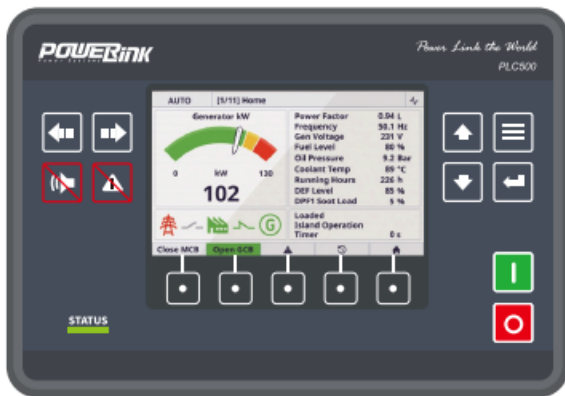 POWERink
Power Link the World
PLC500
AUTO [1/11] Home
Generator kW
0 kW 130
102
Power Factor 0.94 L
Frequency 50.1 Hz
Gen Voltage 231 V
Fuel Level 80 %
Oil Pressure 9.2 Bar
Coolant Temp 89 °C
Running Hours 226 h
DEF Level 85 %
DPF1 Soot Load 5 %
G
Loaded
Island Operation
Timer 0 s
Close MCB Open GCB
STATUS